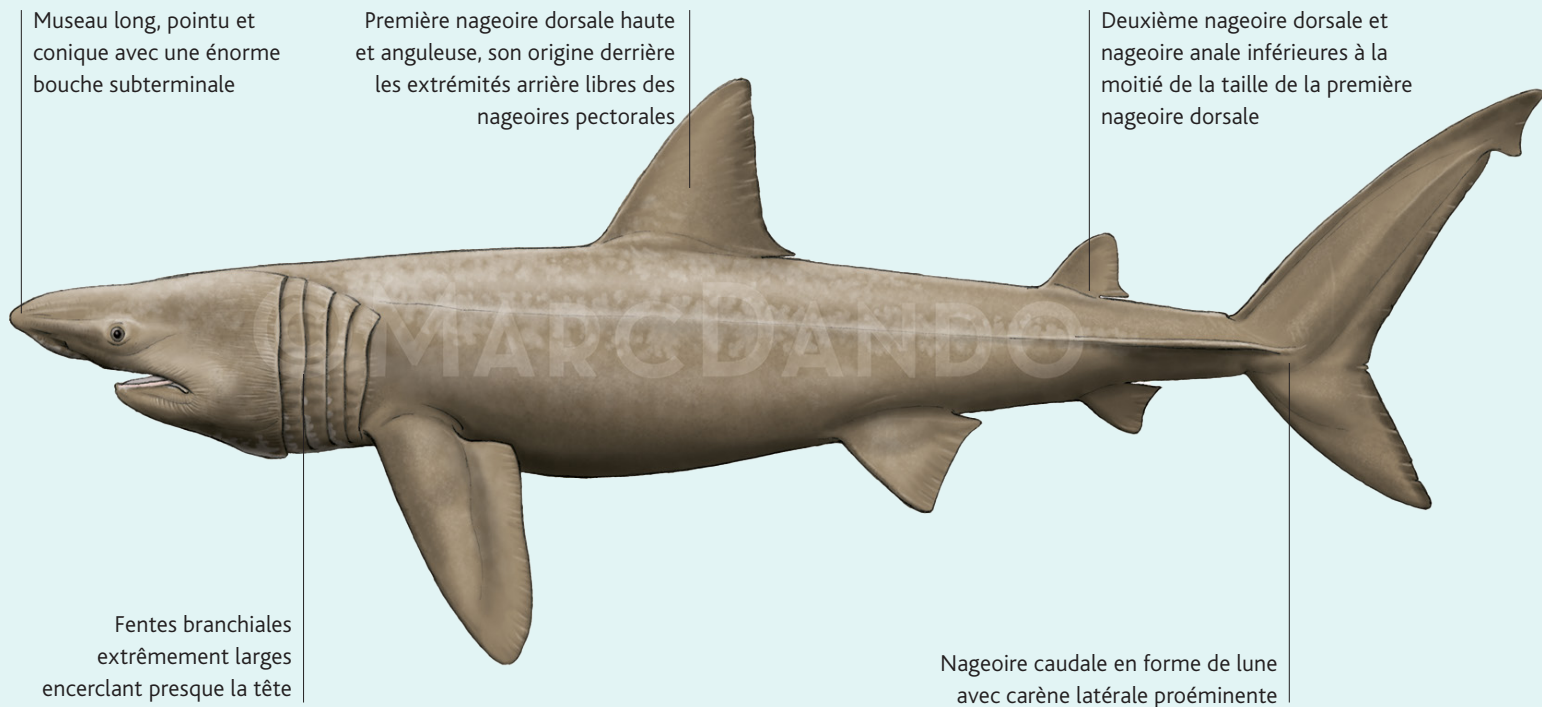 Museau long, pointu et
conique avec une énorme
bouche subterminale
Première nageoire dorsale haute
et anguleuse, son origine derrière
les extrémités arrière libres des
nageoires pectorales
Deuxième nageoire dorsale et
nageoire anale inférieures à la
moitié de la taille de la première
nageoire dorsale
© MARC DANDO
Fentes branchiales
extrêmement larges
encerclant presque la tête
Nageoire caudale en forme de lune
avec carène latérale proéminente